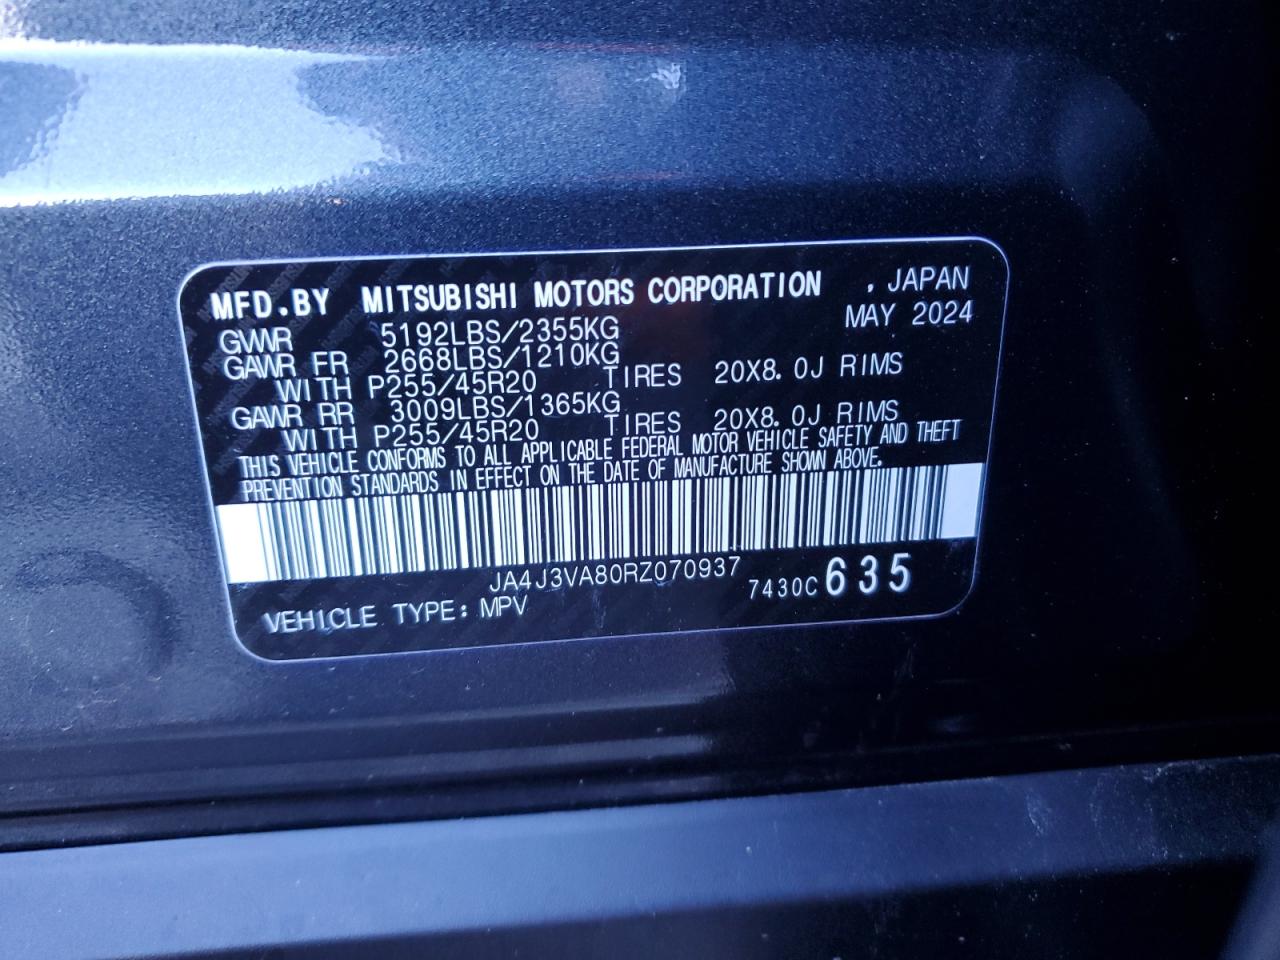 MFD.BY MITSUBISHI MOTORS CORPORATION , JAPAN
GVWR 5192LBS/2355KG MAY 2024
GAWR FR 2668LBS/1210KG
WITH P255/45R20 TIRES 20X8.0J RIMS
GAWR RR 3009LBS/1365KG
WITH P255/45R20 TIRES 20X8.0J RIMS
THIS VEHICLE CONFORMS TO ALL APPLICABLE FEDERAL MOTOR VEHICLE SAFETY AND THEFT
PREVENTION STANDARDS IN EFFECT ON THE DATE OF MANUFACTURE SHOWN ABOVE.
JA4J3VA80RZ070937
7430C 635
VEHICLE TYPE: MPV